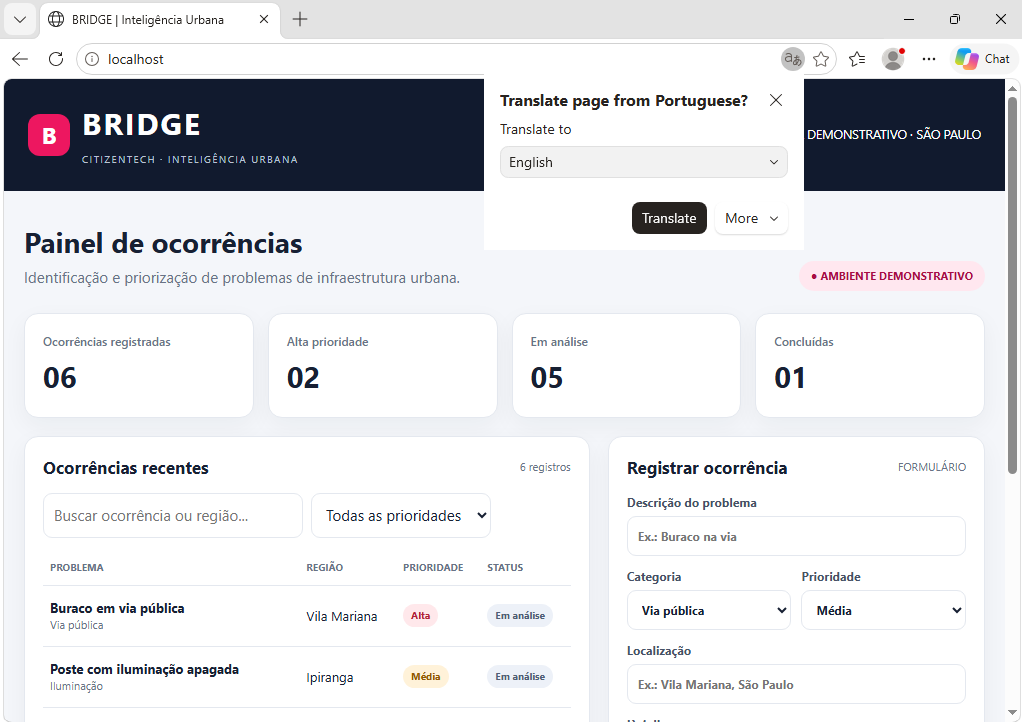 BRIDGE | Inteligência Urbana
localhost
Chat
Translate page from Portuguese?
Translate to
English
Translate
More
B
BRIDGE
CITIZENTECH · INTELIGÊNCIA URBANA
DEMONSTRATIVO · SÃO PAULO
Painel de ocorrências
Identificação e priorização de problemas de infraestrutura urbana.
• AMBIENTE DEMONSTRATIVO
Ocorrências registradas
06
Alta prioridade
02
Em análise
05
Concluídas
01
Ocorrências recentes
6 registros
Buscar ocorrência ou região...
Todas as prioridades
PROBLEMA REGIÃO PRIORIDADE STATUS
Buraco em via pública
Via pública
Vila Mariana
Alta
Em análise
Poste com iluminação apagada
Iluminação
Ipiranga
Média
Em análise
Registrar ocorrência
FORMULÁRIO
Descrição do problema
Ex.: Buraco na via
Categoria
Via pública
Prioridade
Média
Localização
Ex.: Vila Mariana, São Paulo